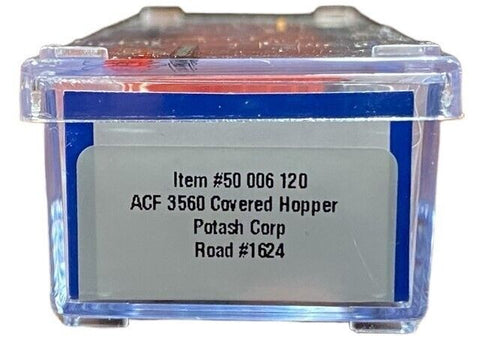 Item #50 006 120
ACF 3560 Covered Hopper
Potash Corp
Road #1624